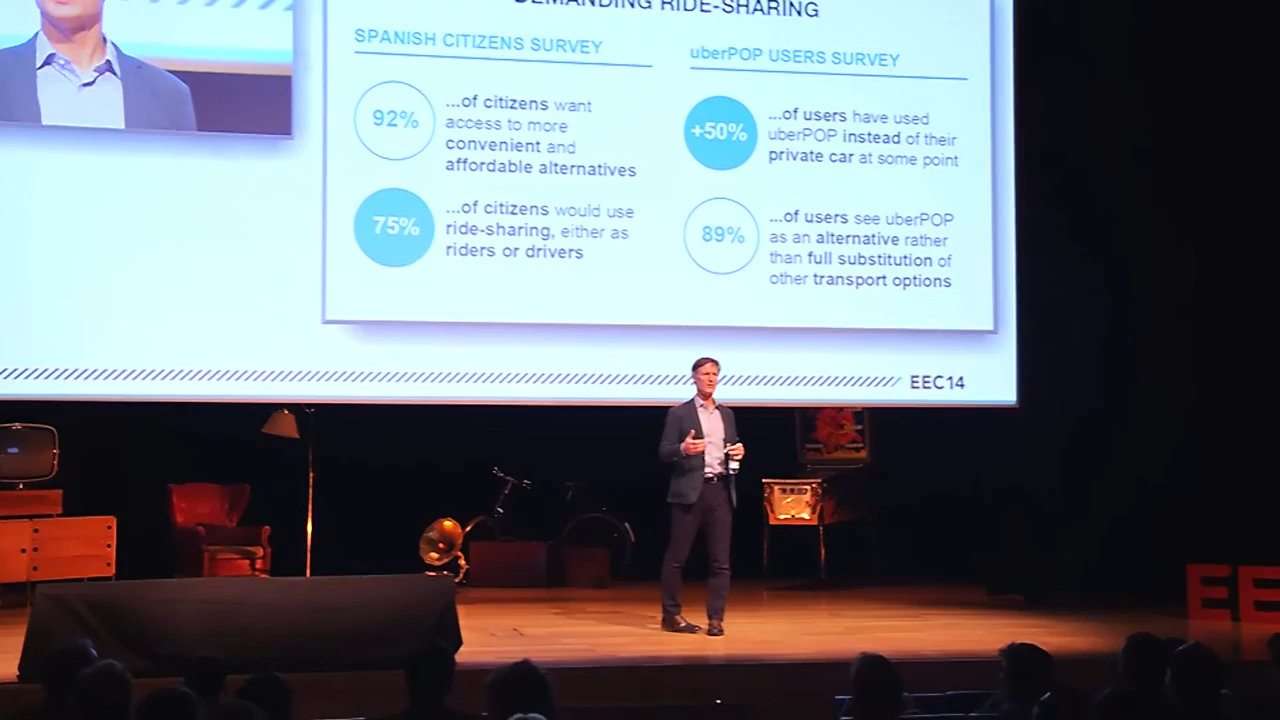 DEMANDING RIDE-SHARING
SPANISH CITIZENS SURVEY
92%
...of citizens want
access to more
convenient and
affordable alternatives
75%
...of citizens would use
ride-sharing, either as
riders or drivers
uberPOP USERS SURVEY
+50%
...of users have used
uberPOP instead of their
private car at some point
89%
...of users see uberPOP
as an alternative rather
than full substitution of
other transport options
EEC14
EE